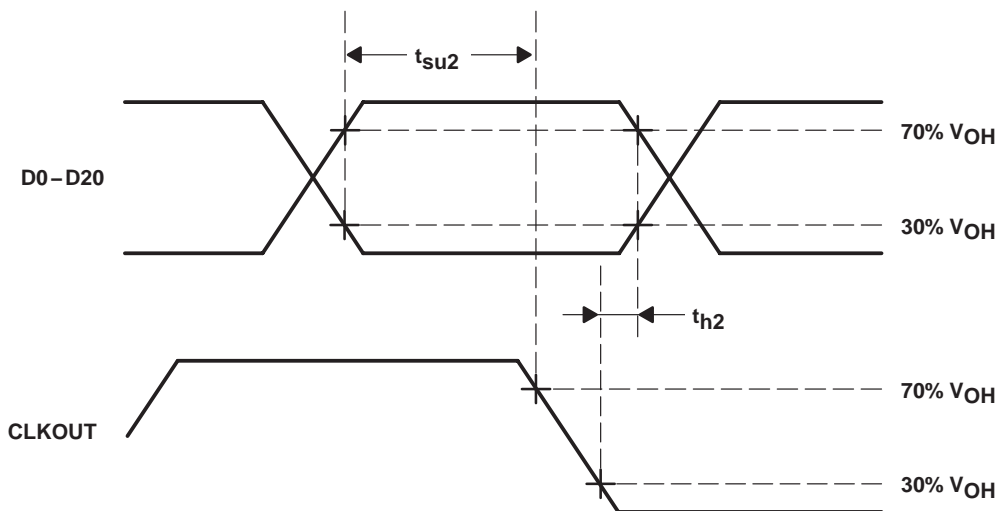 tsu2
70% VOH
D0–D20
30% VOH
th2
70% VOH
CLKOUT
30% VOH